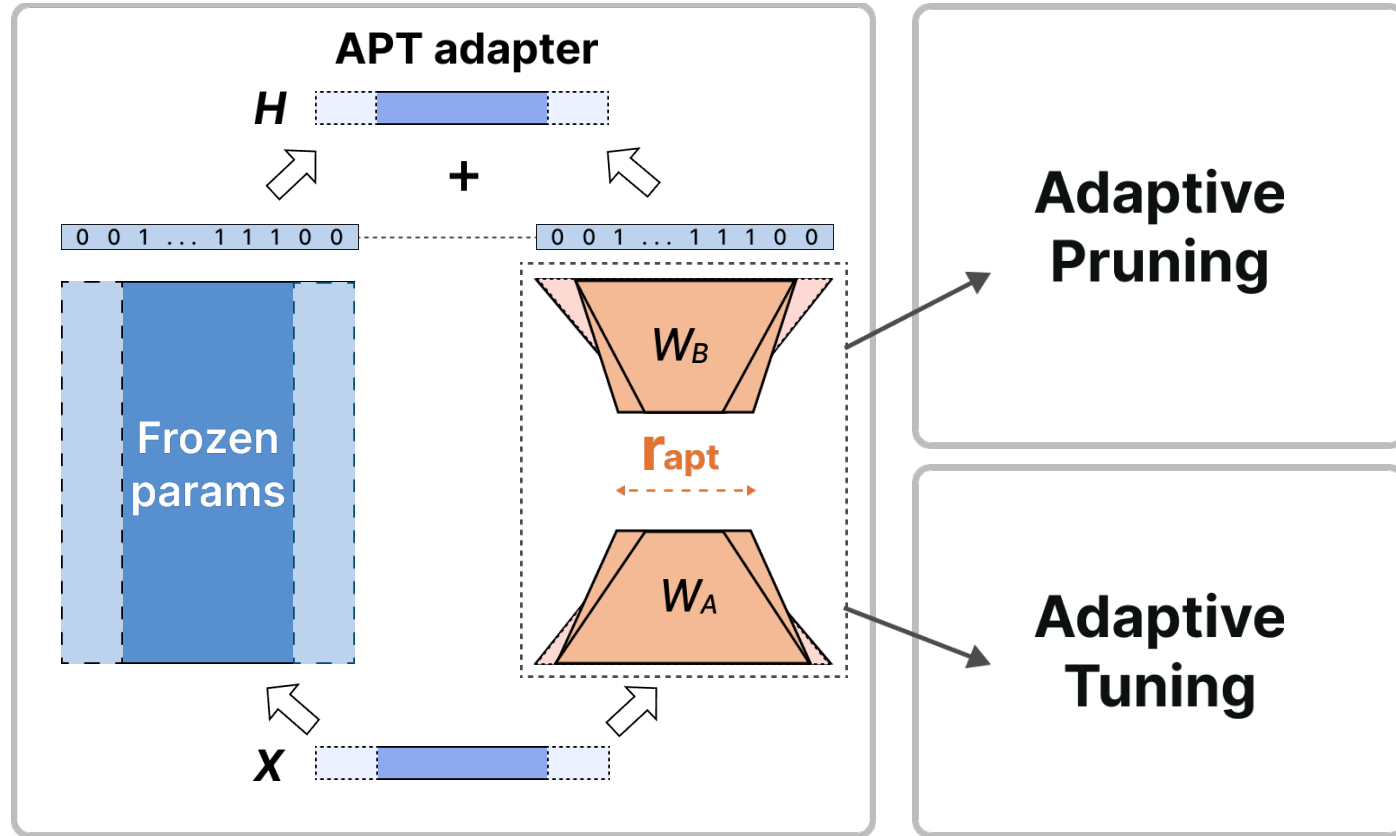 APT adapter
H
+
0 0 1 ... 1 1 1 0 0
0 0 1 ... 1 1 1 0 0
Frozen
params
W_B
r_apt
W_A
X
Adaptive
Pruning
Adaptive
Tuning